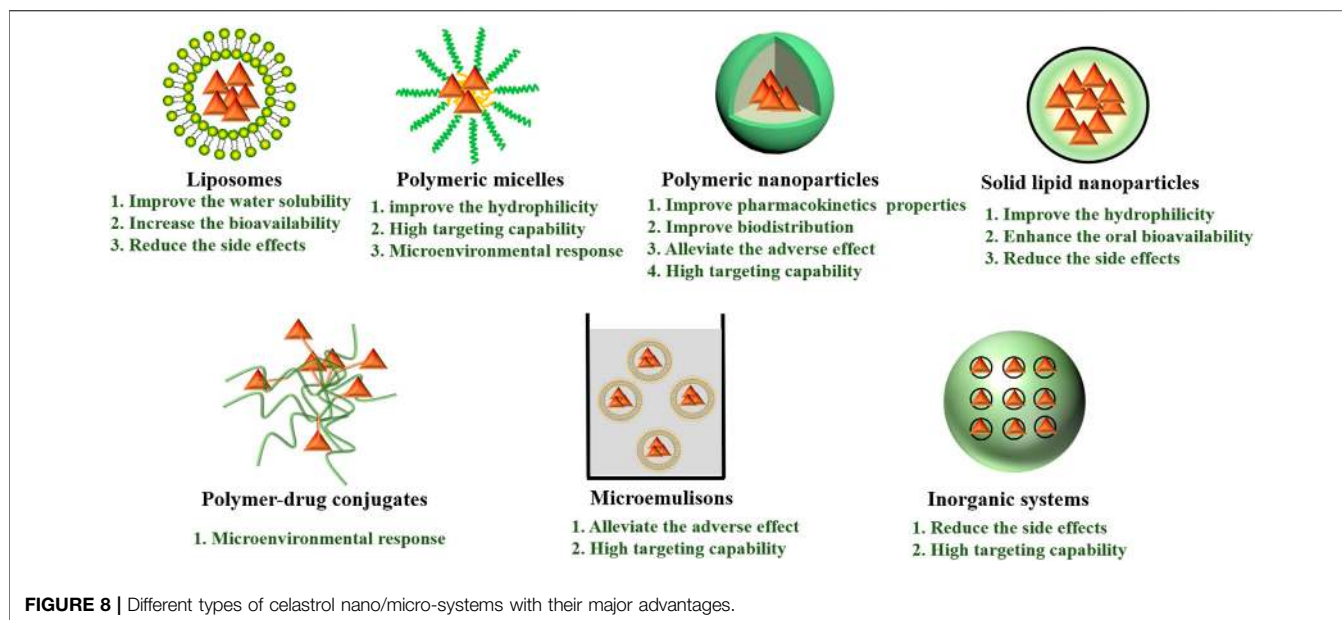 Liposomes
1. Improve the water solubility
2. Increase the bioavailability
3. Reduce the side effects
Polymeric micelles
1. improve the hydrophilicity
2. High targeting capability
3. Microenvironmental response
Polymeric nanoparticles
1. Improve pharmacokinetics properties
2. Improve biodistribution
3. Alleviate the adverse effect
4. High targeting capability
Solid lipid nanoparticles
1. Improve the hydrophilicity
2. Enhance the oral bioavailability
3. Reduce the side effects
Polymer-drug conjugates
1. Microenvironmental response
Microemulisons
1. Alleviate the adverse effect
2. High targeting capability
Inorganic systems
1. Reduce the side effects
2. High targeting capability
FIGURE 8 | Different types of celastrol nano/micro-systems with their major advantages.